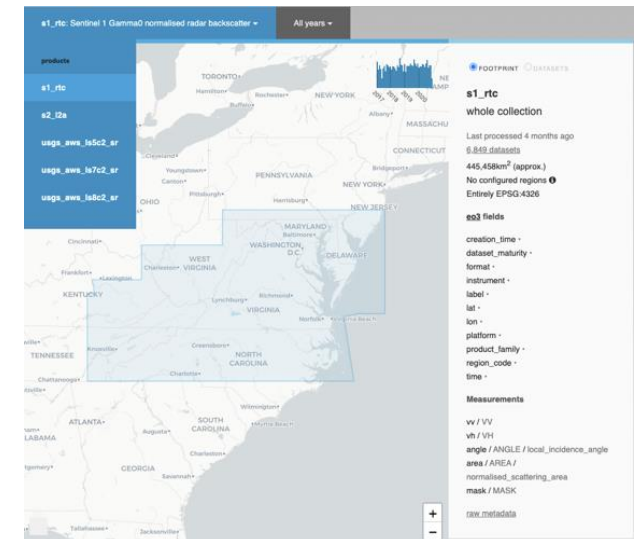 s1_rtc: Sentinel 1 Gamma0 normalised radar backscatter
All years
products
s1_rtc
s2_l2a
usgs_aws_ls5c2_sr
usgs_aws_ls7c2_sr
usgs_aws_ls8c2_sr
2017
2018
2019
2020
TORONTO
Hamilton
Rochester
NEW YORK
Buffalo
Albany
MASSACHU
Cleveland
CONNECTICUT
Youngstown
Bridgeport
Canton
PENNSYLVANIA
NEW YORK
Pittsburgh
OHIO
Harrisburg
NEW JERSEY
MARYLAND
Baltimore
Cincinnati
WASHINGTON,
D.C.
DELAWARE
WEST
VIRGINIA
Charleston
Frankfort
Lexington
KENTUCKY
Lynchburg
Richmond
VIRGINIA
Norfolk
Virginia Beach
Knoxville
Greensboro
TENNESSEE
NORTH
CAROLINA
Charlotte
Chattanooga
Wilmington
ATLANTA
SOUTH
CAROLINA
Augusta
Myrtle Beach
Charleston
GEORGIA
Savannah
Tallahassee
Jacksonville
+
−
FOOTPRINT DATASETS
s1_rtc
whole collection
Last processed 4 months ago
6,849 datasets
445,458km² (approx.)
No configured regions
Entirely EPSG:4326
eo3 fields
creation_time -
dataset_maturity -
format -
instrument -
label -
lat -
lon -
platform -
product_family -
region_code -
time -
Measurements
vv / VV
vh / VH
angle / ANGLE / local_incidence_angle
area / AREA /
normalised_scattering_area
mask / MASK
raw metadata